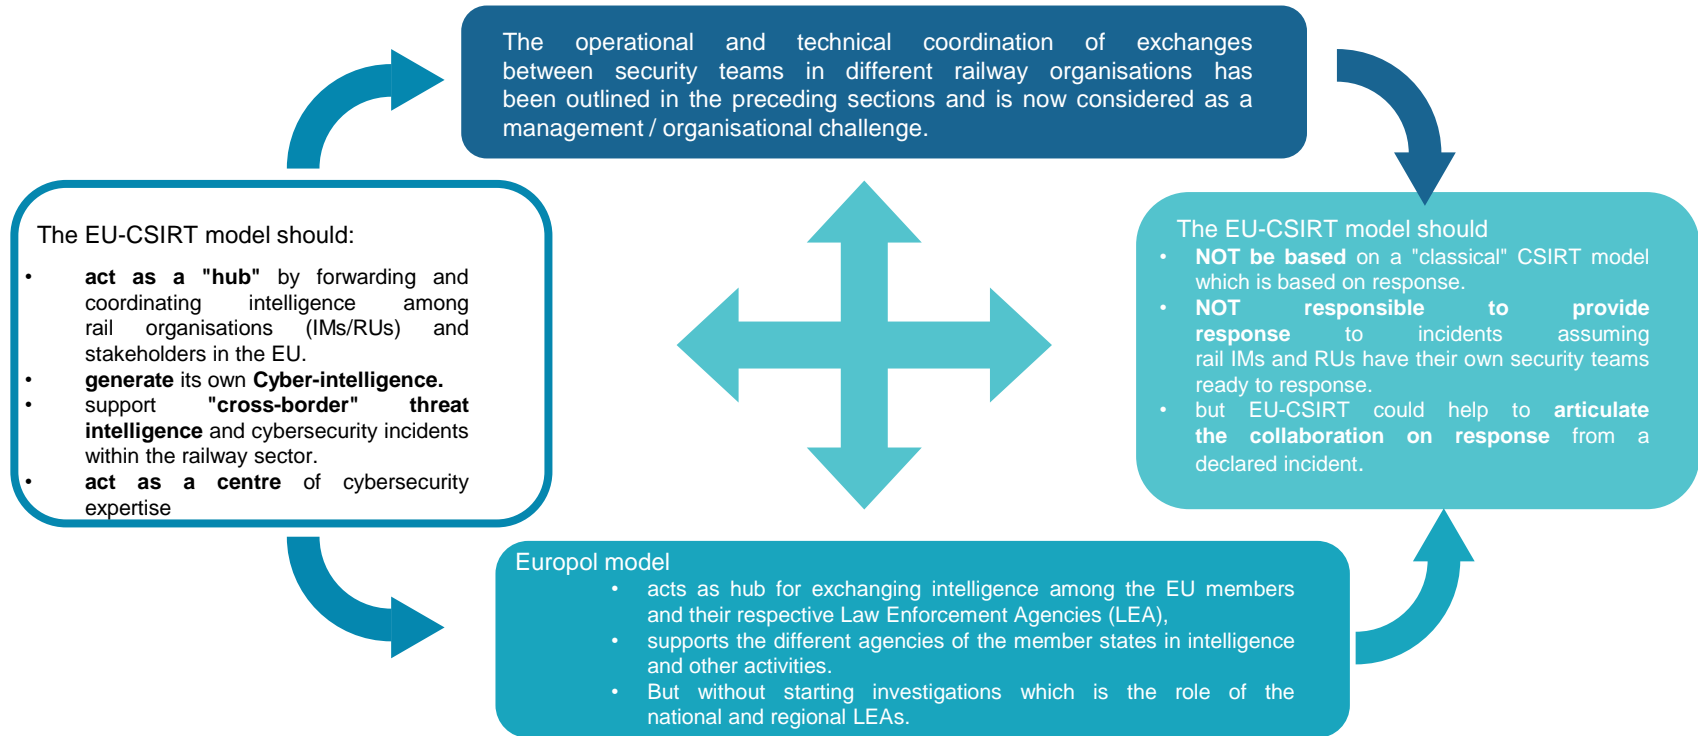 The operational and technical coordination of exchanges
between security teams in different railway organisations has
been outlined in the preceding sections and is now considered as a
management / organisational challenge.
The EU-CSIRT model should:
• act as a "hub" by forwarding and
coordinating intelligence among
rail organisations (IMs/RUs) and
stakeholders in the EU.
• generate its own Cyber-intelligence.
• support "cross-border" threat
intelligence and cybersecurity incidents
within the railway sector.
• act as a centre of cybersecurity
expertise
The EU-CSIRT model should
• NOT be based on a "classical" CSIRT model
which is based on response.
• NOT responsible to provide
response to incidents assuming
rail IMs and RUs have their own security teams
ready to response.
• but EU-CSIRT could help to articulate
the collaboration on response from a
declared incident.
Europol model
• acts as hub for exchanging intelligence among the EU members
and their respective Law Enforcement Agencies (LEA),
• supports the different agencies of the member states in intelligence
and other activities.
• But without starting investigations which is the role of the
national and regional LEAs.